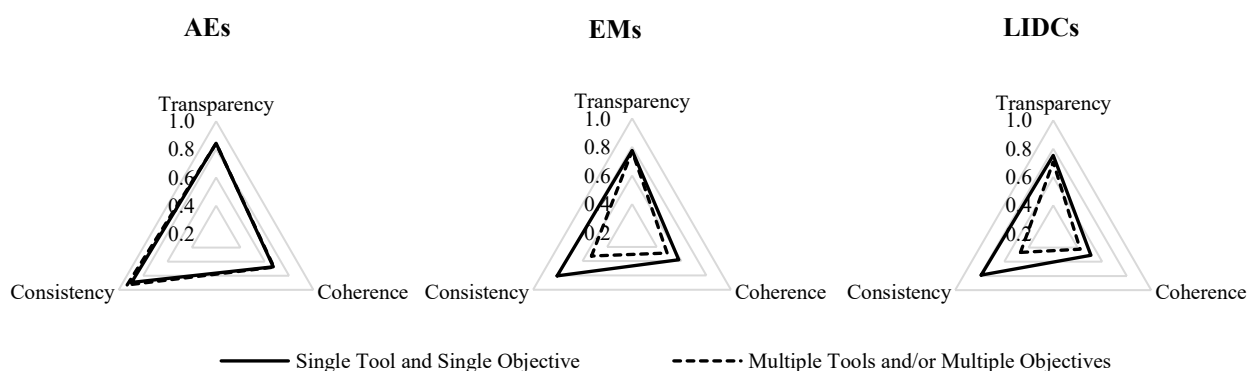 AEs
EMs
LIDCs
Transparency
1.0
0.8
0.6
0.4
0.2
Consistency
Coherence
Transparency
1.0
0.8
0.6
0.4
0.2
Consistency
Coherence
Transparency
1.0
0.8
0.6
0.4
0.2
Consistency
Coherence
Single Tool and Single Objective
Multiple Tools and/or Multiple Objectives